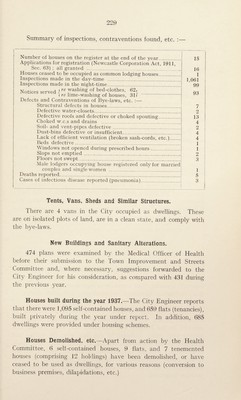 229
Summary of inspections, contraventions found, etc. :—
Number of houses on the register at the end of the year 15
Applications for registration (Newcastle Corporation Act, 1911,
Sec. 69) ; all granted 16
Houses ceased to be occupied as common lodging houses 1
Inspections made in the day-time 1,061
Inspections made in the night-time 99
Notices served re washing of bed-clothes, 62; 93
re lime-washing of houses, 31;
Defects and Contraventions of Bye-laws, etc. :—
Structural defects in houses 7
Defective water-closets 2
Defective roofs and defective or choked spouting 13
Choked w.c.s and drains 4
Soil- and vent-pipes defective 2
Dust-bins defective or insufficient 4
Lack of efficient ventilation (broken sash-cords, etc.) 1
Beds defective 1
Windows not opened during prescribed hours 1
Slops not emptied 2
Floors not swept 3
Male lodgers occupying house registered only for married
couples and single women 1
Deaths reported 8
Cases of infectious disease reported (pneumonia)
Tents, Vans, Sheds and Similar Structures.
There are 4 vans in the City occupied as dwellings. These
are on isolated plots of land, are in a clean state, and comply with
the bye-laws.
New Buildings and Sanitary Alterations.
474 plans were examined by the Medical Officer of Health
before their submission to the Town Improvement and Streets
Committee and, where necessary, suggestions forwarded to the
City Engineer for his consideration, as compared with 431 during
the previous year.
Houses built during the year 1937.—The City Engineer reports
that there were 1,095 self-contained houses, and 659 flats (tenancies),
built privately during the year under report. In addition, 685
dwellings were provided under housing schemes.
Houses Demolished, etc.—Apart from action by the Health
Committee, 8 self-contained houses, 8 flats, and 7 tenemented
houses (comprising 12 holdings) have been demolished, or have
ceased to be used as dwellings, for various reasons (conversion to
business premises, dilapidations, etc.)